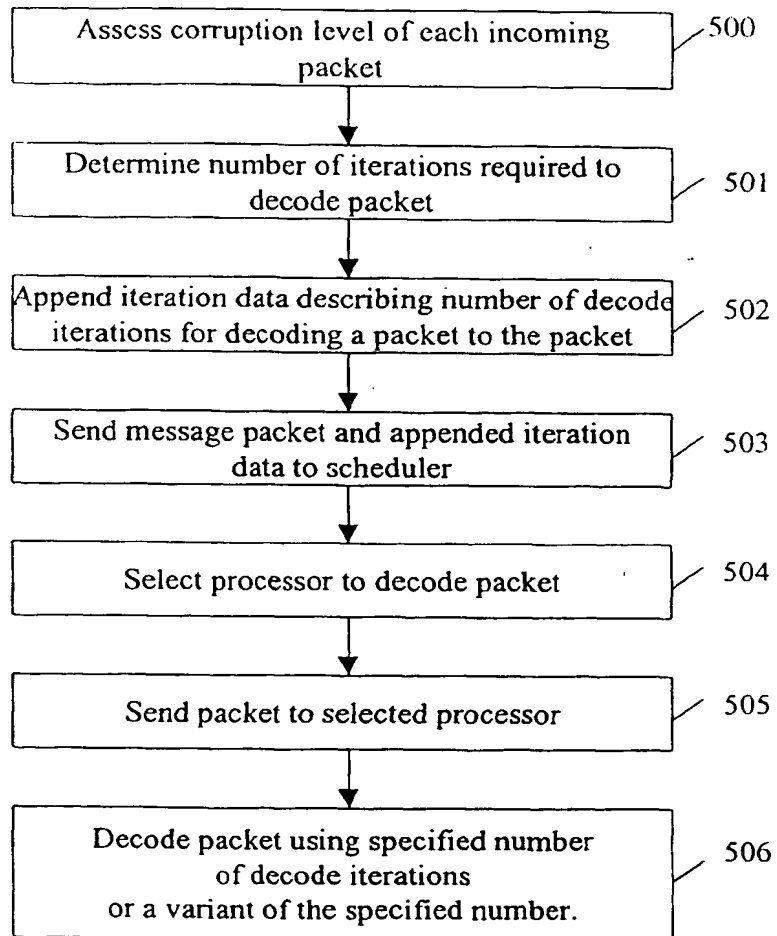 Assess corruption level of each incoming
packet
500
Determine number of iterations required to
decode packet
501
Append iteration data describing number of decode
iterations for decoding a packet to the packet
502
Send message packet and appended iteration
data to scheduler
503
Select processor to decode packet
504
Send packet to selected processor
505
Decode packet using specified number
of decode iterations
or a variant of the specified number.
506